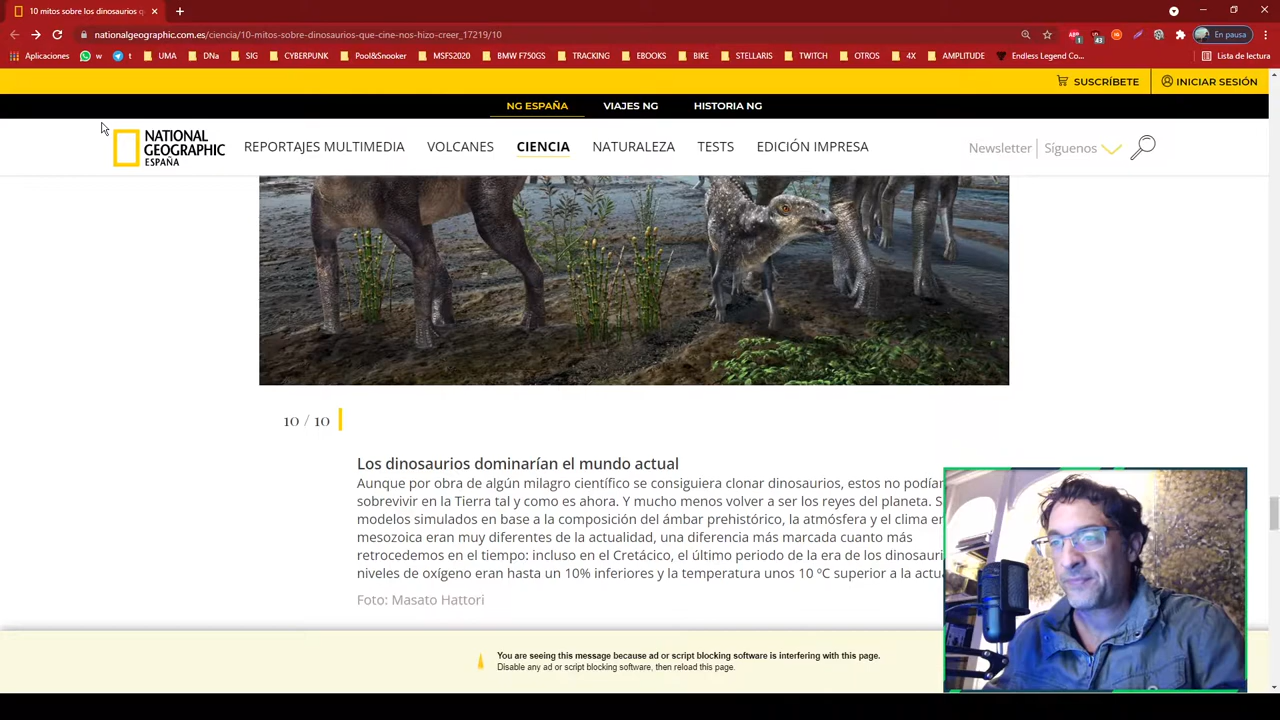 10 mitos sobre los dinosaurios q
nationalgeographic.com.es/ciencia/10-mitos-sobre-dinosaurios-que-cine-nos-hizo-creer_17219/10
43
En pausa
Aplicaciones w t UMA DNa SIG CYBERPUNK Pool&Snooker MSFS2020 BMW F750GS TRACKING EBOOKS BIKE STELLARIS TWITCH OTROS 4X AMPLITUDE Endless Legend Co... Lista de lectura
SUSCRÍBETE INICIAR SESIÓN
NG ESPAÑA VIAJES NG HISTORIA NG
NATIONAL
GEOGRAPHIC
ESPAÑA
REPORTAJES MULTIMEDIA VOLCANES CIENCIA NATURALEZA TESTS EDICIÓN IMPRESA
Newsletter Síguenos
10 / 10
Los dinosaurios dominarían el mundo actual
Aunque por obra de algún milagro científico se consiguiera clonar dinosaurios, estos no podían
sobrevivir en la Tierra tal y como es ahora. Y mucho menos volver a ser los reyes del planeta. S
modelos simulados en base a la composición del ámbar prehistórico, la atmósfera y el clima en
mesozoica eran muy diferentes de la actualidad, una diferencia más marcada cuanto más
retrocedemos en el tiempo: incluso en el Cretácico, el último periodo de la era de los dinosauri
niveles de oxígeno eran hasta un 10% inferiores y la temperatura unos 10 ºC superior a la actua
Foto: Masato Hattori
You are seeing this message because ad or script blocking software is interfering with this page.
Disable any ad or script blocking software, then reload this page.